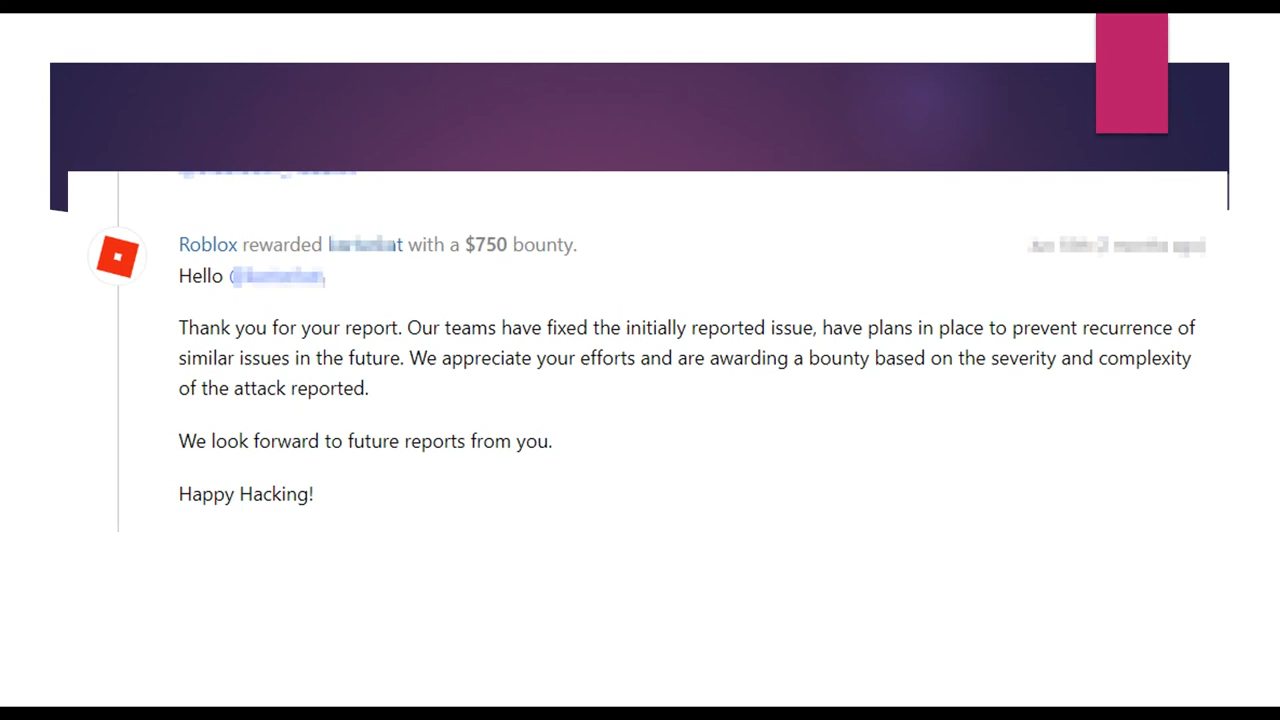 Roblox rewarded with a $750 bounty.
Hello
Thank you for your report. Our teams have fixed the initially reported issue, have plans in place to prevent recurrence of
similar issues in the future. We appreciate your efforts and are awarding a bounty based on the severity and complexity
of the attack reported.
We look forward to future reports from you.
Happy Hacking!